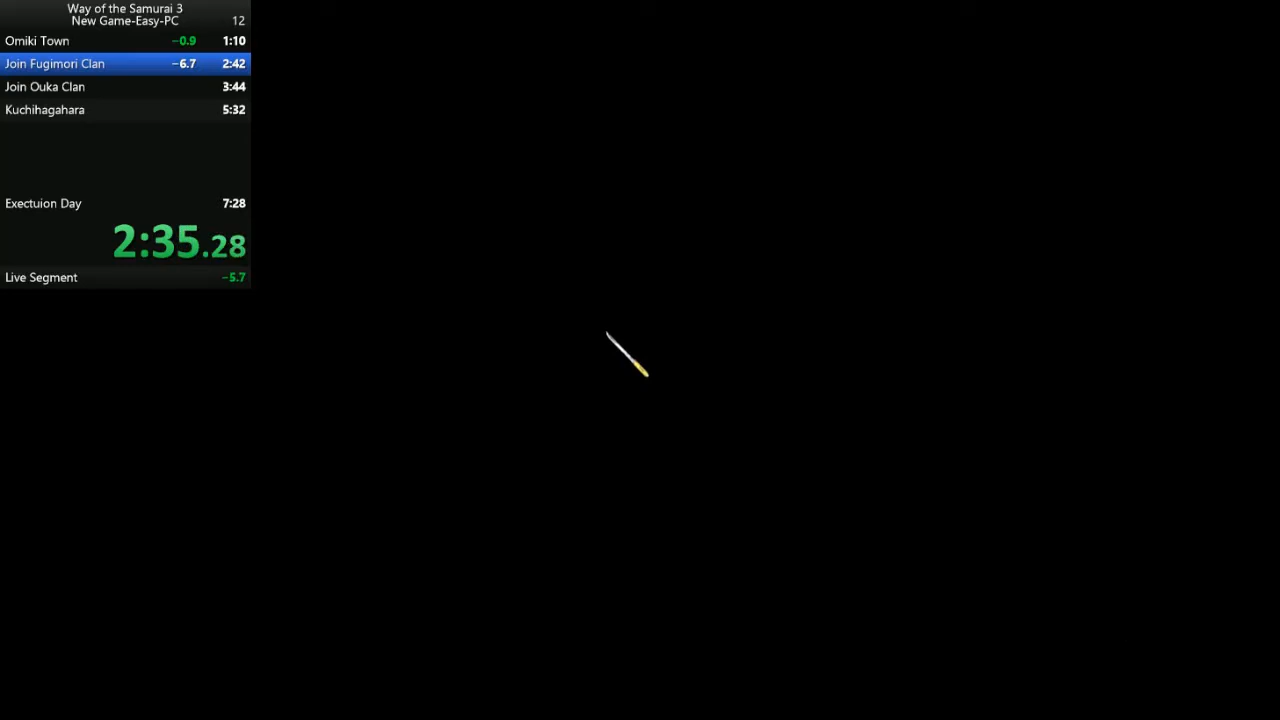 Way of the Samurai 3
New Game-Easy-PC 12
Omiki Town −0.9 1:10
Join Fugimori Clan −6.7 2:42
Join Ouka Clan 3:44
Kuchihagahara 5:32
Exectuion Day 7:28
2:35.28
Live Segment −5.7